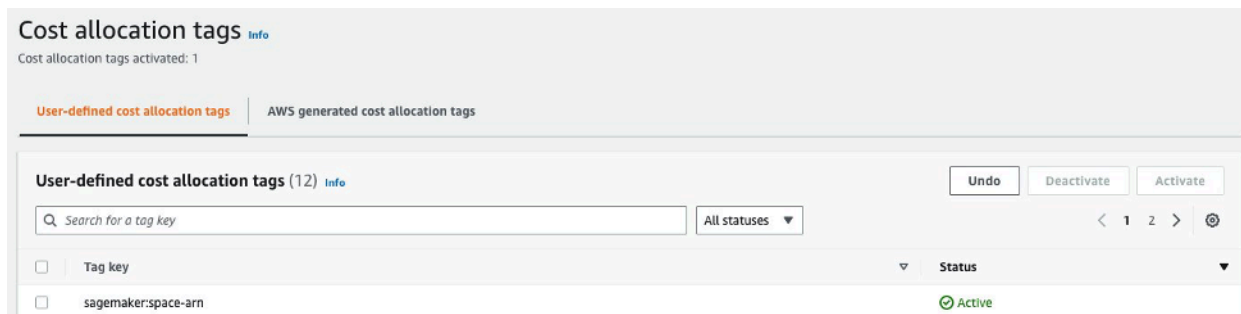 Cost allocation tags Info
Cost allocation tags activated: 1
User-defined cost allocation tags AWS generated cost allocation tags
User-defined cost allocation tags (12) Info Undo Deactivate Activate
Search for a tag key All statuses 1 2
Tag key Status
sagemaker:space-arn Active